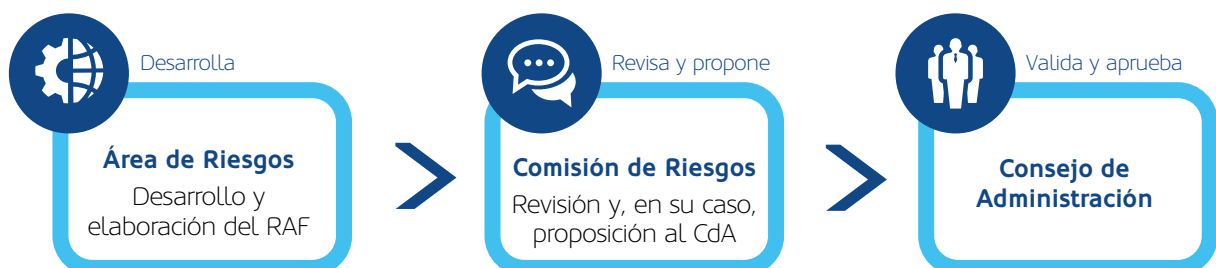 Desarrolla
Área de Riesgos
Desarrollo y
elaboración del RAF
Revisa y propone
Comisión de Riesgos
Revisión y, en su caso,
proposición al CdA
Valida y aprueba
Consejo de
Administración